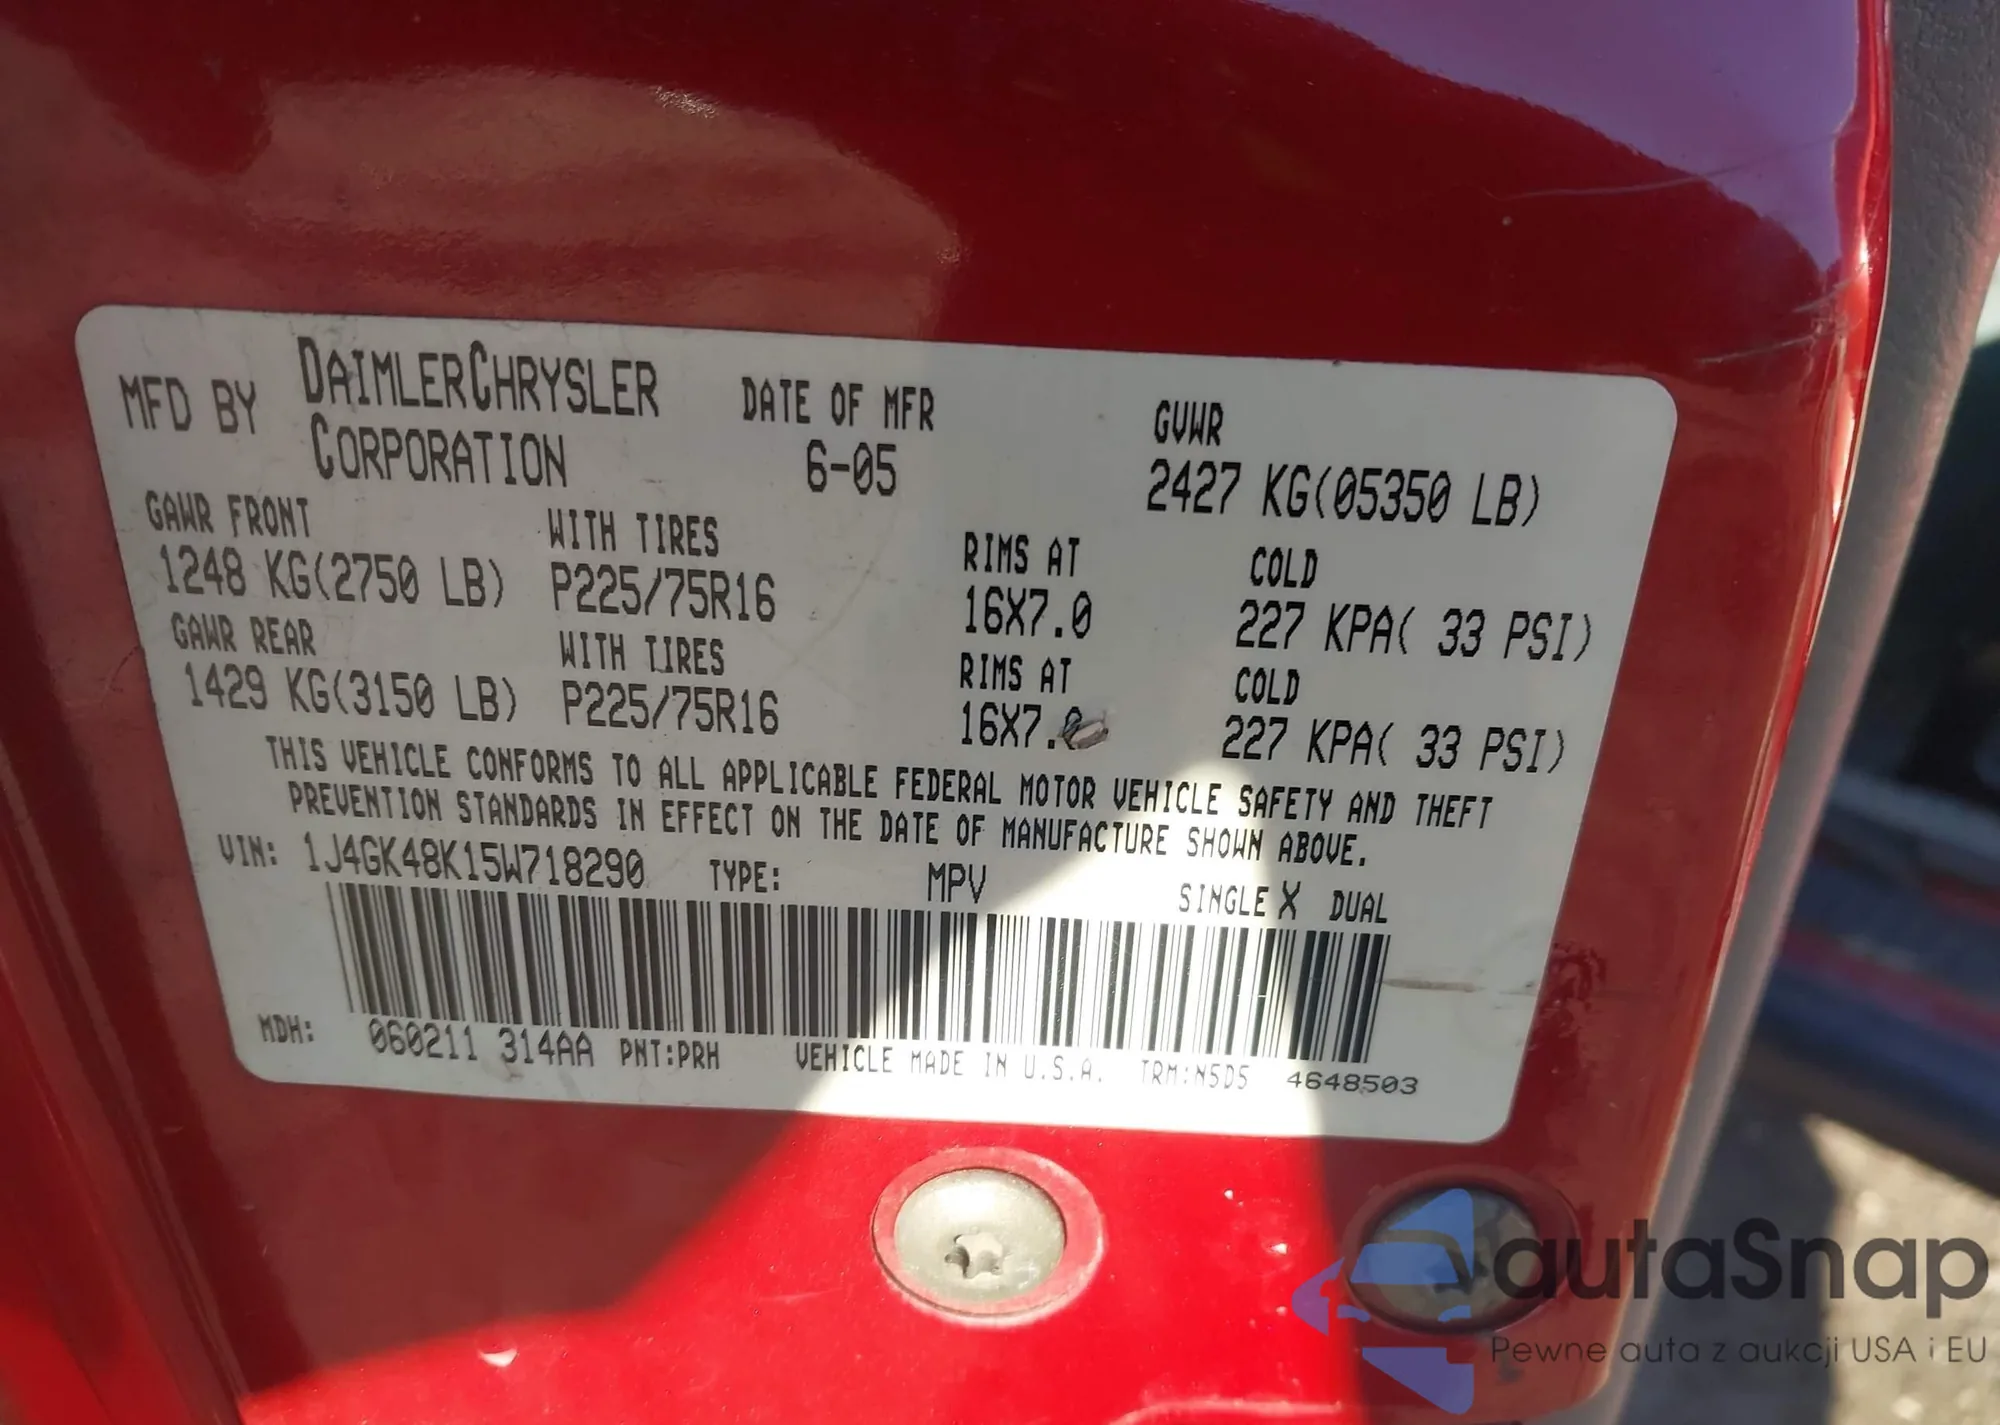 MFD BY DAIMLERCHRYSLER CORPORATION
DATE OF MFR
6-05
GVWR
2427 KG(05350 LB)
GAWR FRONT WITH TIRES RIMS AT COLD
1248 KG(2750 LB) P225/75R16 16X7.0 227 KPA( 33 PSI)
GAWR REAR WITH TIRES RIMS AT COLD
1429 KG(3150 LB) P225/75R16 16X7.0 227 KPA( 33 PSI)
THIS VEHICLE CONFORMS TO ALL APPLICABLE FEDERAL MOTOR VEHICLE SAFETY AND THEFT
PREVENTION STANDARDS IN EFFECT ON THE DATE OF MANUFACTURE SHOWN ABOVE.
VIN: 1J4GK48K15W718290 TYPE: MPV SINGLE X DUAL
MDH: 060211 314AA PNT:PRH VEHICLE MADE IN U.S.A. TRM:N5D5 4648503
autaSnap
Pewne auta z aukcji USA i EU